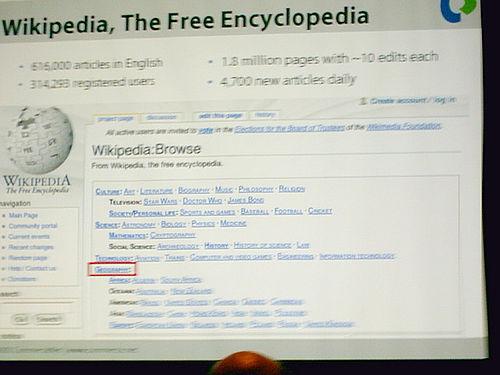 Wikipedia, The Free Encyclopedia
616,000 articles in English
1.8 million pages with ~10 edits each
314,293 registered users
4,700 new articles daily
Create account / log in
project page discussion edit this page history
All active users are invited to vote in the Elections for the Board of Trustees of the Wikimedia Foundation.
Wikipedia:Browse
From Wikipedia, the free encyclopedia.
WIKIPEDIA
The Free Encyclopedia
navigation
Main Page
Community portal
Current events
Recent changes
Random page
Help / Contact us
Donations
search
Go Search
Culture: Art · Literature · Biography · Music · Philosophy · Religion
Television: Star Wars · Doctor Who · James Bond
Society/Personal life: Sports and games · Baseball · Football · Cricket
Science: Astronomy · Biology · Physics · Medicine
Mathematics: Cryptography
Social Science: Archaeology · History · History of science · Law
Technology: Aviation · Trains · Computer and video games · Engineering · Information technology
Geography:
Africa: Algeria · South Africa
Oceania: Australia · New Zealand